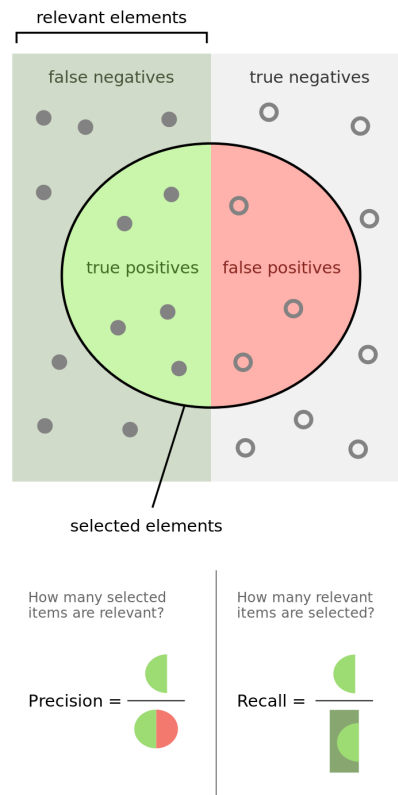 relevant elements
false negatives
true negatives
true positives
false positives
selected elements
How many selected
items are relevant?
How many relevant
items are selected?
Precision =
Recall =